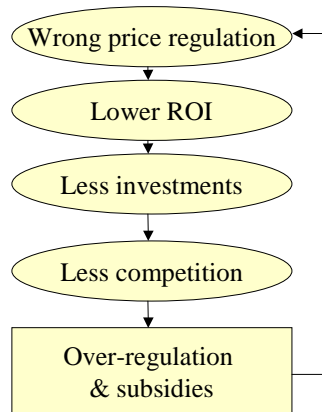 Wrong price regulation
Lower ROI
Less investments
Less competition
Over-regulation
& subsidies